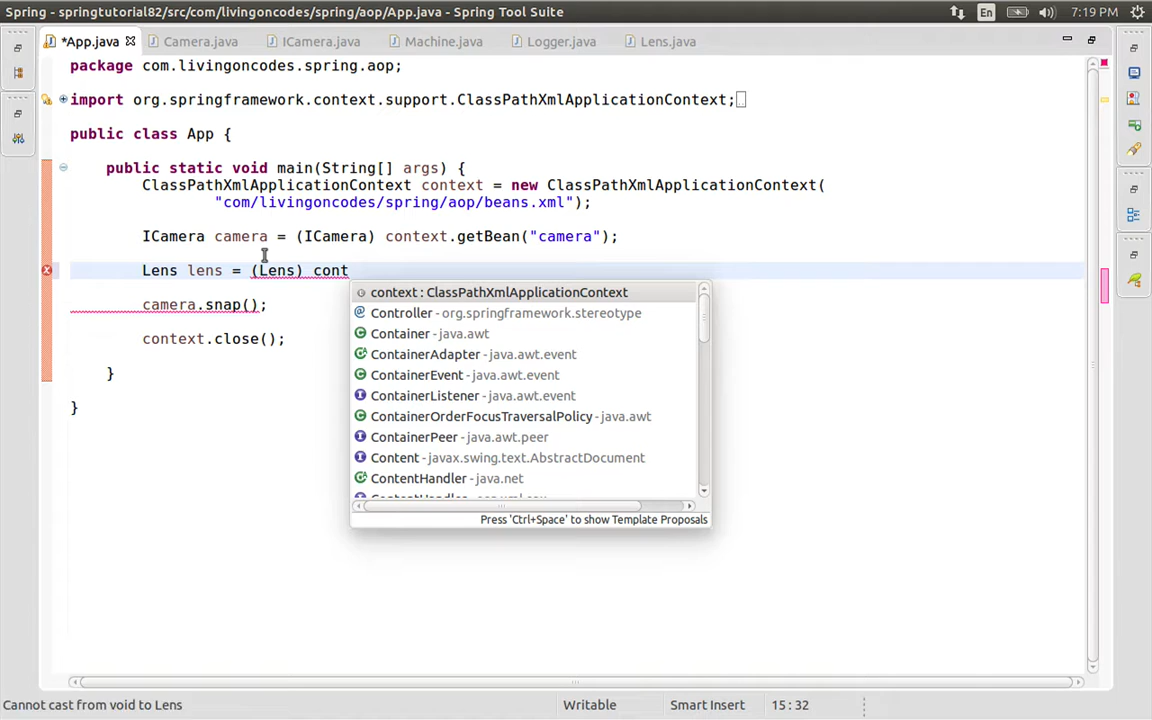 Spring - springtutorial82/src/com/livingoncodes/spring/aop/App.java - Spring Tool Suite
En
7:19 PM
*App.java
Camera.java
ICamera.java
Machine.java
Logger.java
Lens.java
package com.livingoncodes.spring.aop;
import org.springframework.context.support.ClassPathXmlApplicationContext;
public class App {
public static void main(String[] args) {
ClassPathXmlApplicationContext context = new ClassPathXmlApplicationContext(
"com/livingoncodes/spring/aop/beans.xml");
ICamera camera = (ICamera) context.getBean("camera");
Lens lens = (Lens) cont
camera.snap();
context.close();
}
}
context : ClassPathXmlApplicationContext
Controller - org.springframework.stereotype
Container - java.awt
ContainerAdapter - java.awt.event
ContainerEvent - java.awt.event
ContainerListener - java.awt.event
ContainerOrderFocusTraversalPolicy - java.awt
ContainerPeer - java.awt.peer
Content - javax.swing.text.AbstractDocument
ContentHandler - java.net
Press 'Ctrl+Space' to show Template Proposals
Cannot cast from void to Lens
Writable
Smart Insert
15 : 32